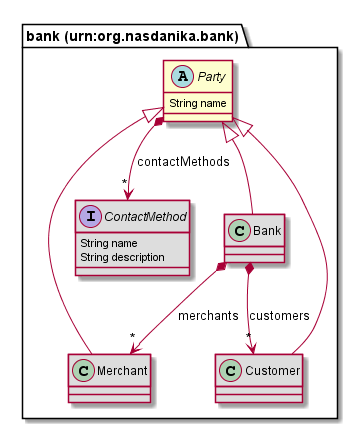 bank (urn:org.nasdanika.bank)
A Party
String name
contactMethods
*
I ContactMethod
String name
String description
C Bank
merchants
customers
*
*
C Merchant
C Customer